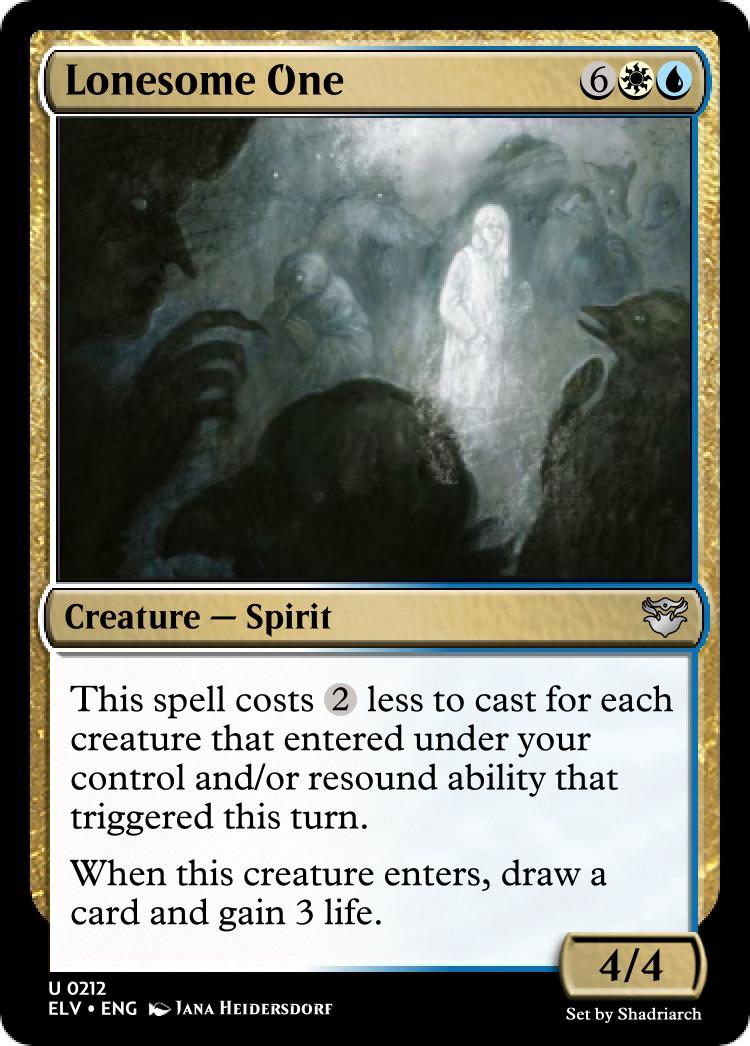 Lonesome One 6
Creature — Spirit
This spell costs 2 less to cast for each
creature that entered under your
control and/or resound ability that
triggered this turn.
When this creature enters, draw a
card and gain 3 life.
4/4
U 0212
ELV • ENG Jana Heidersdorf
Set by Shadriarch